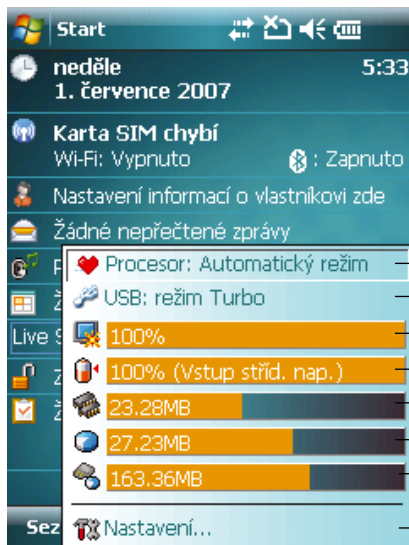 Start
neděle 5:33
1. července 2007
Karta SIM chybí
Wi-Fi: Vypnuto : Zapnuto
Nastavení informací o vlastníkovi zde
Žádné nepřečtené zprávy
Procesor: Automatický režim
USB: režim Turbo
Live
100%
100% (Vstup stříd. nap.)
23.28MB
27.23MB
163.36MB
Nastavení...